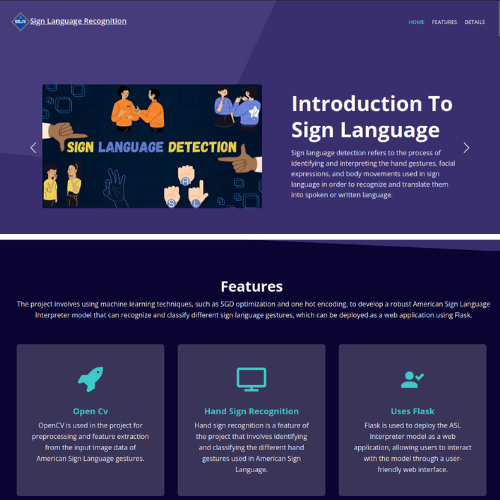 Sign Language Recognition
HOME FEATURES DETAILS
SIGN LANGUAGE DETECTION
Introduction To
Sign Language
Sign language detection refers to the process of
identifying and interpreting the hand gestures, facial
expressions, and body movements used in sign
language in order to recognize and translate them
into spoken or written language.
Features
The project involves using machine learning techniques, such as SGD optimization and one hot encoding, to develop a robust American Sign Language
Interpreter model that can recognize and classify different sign language gestures, which can be deployed as a web application using Flask.
Open Cv
OpenCV is used in the project for
preprocessing and feature extraction
from the input image data of
American Sign Language gestures.
Hand Sign Recognition
Hand sign recognition is a feature of
the project that involves identifying
and classifying the different hand
gestures used in American Sign
Language.
Uses Flask
Flask is used to deploy the ASL
Interpreter model as a web
application, allowing users to interact
with the model through a user-
friendly web interface.